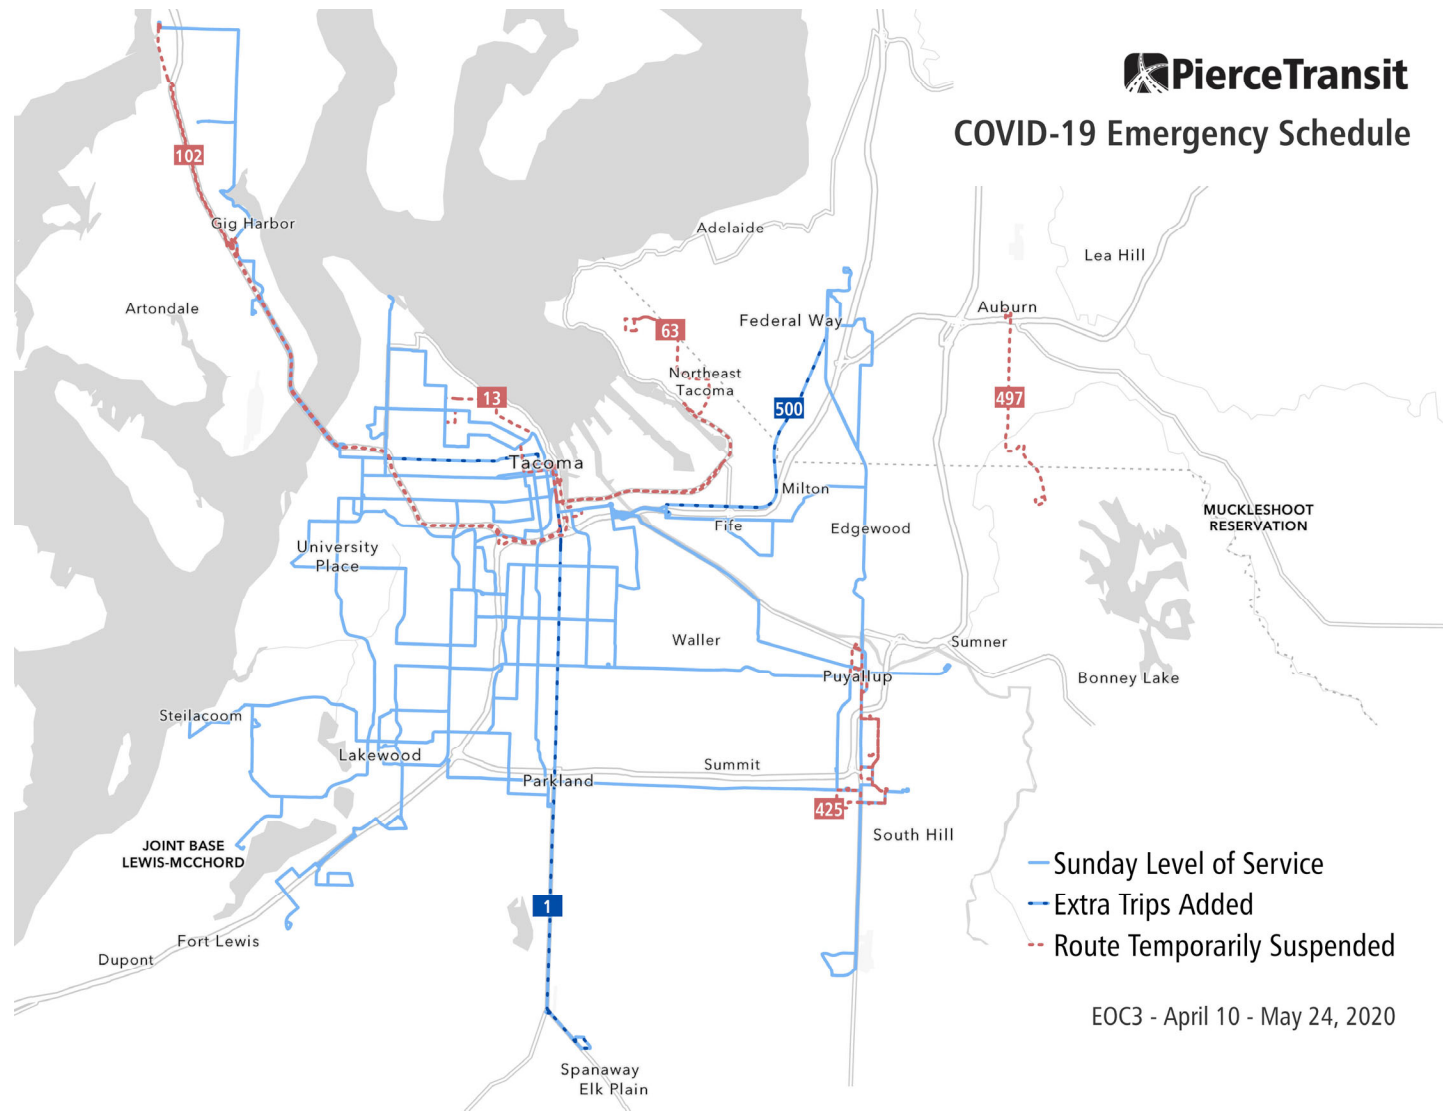 PierceTransit
COVID-19 Emergency Schedule
102
Gig Harbor
Adelaide
Lea Hill
Artondale
Auburn
Federal Way
63
Northeast
Tacoma
13
500
497
Tacoma
Milton
MUCKLESHOOT
RESERVATION
Fife
Edgewood
University
Place
Waller
Sumner
Puyallup
Bonney Lake
Steilacoom
Lakewood
Summit
Parkland
425
South Hill
JOINT BASE
LEWIS-MCCHORD
Sunday Level of Service
Extra Trips Added
Route Temporarily Suspended
1
Fort Lewis
Dupont
EOC3 - April 10 - May 24, 2020
Spanaway
Elk Plain